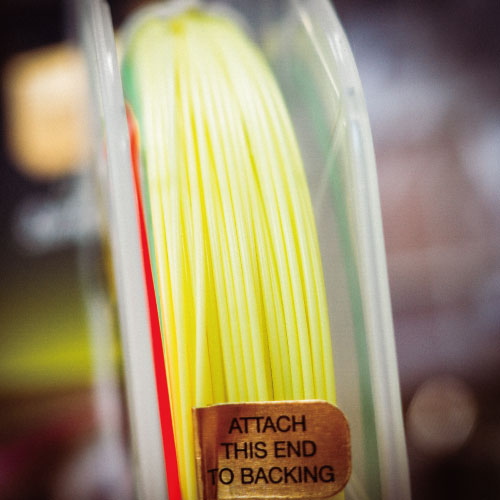 ATTACH
THIS END
TO BACKING